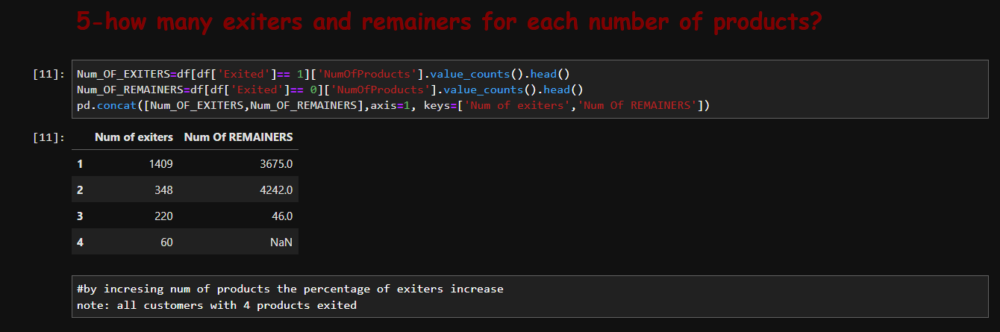 5-how many exiters and remainers for each number of products?
[11]: Num_OF_EXITERS=df[df['Exited']== 1]['NumOfProducts'].value_counts().head()
Num_OF_REMAINERS=df[df['Exited']== 0]['NumOfProducts'].value_counts().head()
pd.concat([Num_OF_EXITERS,Num_OF_REMAINERS],axis=1, keys=['Num of exiters','Num Of REMAINERS'])
[11]: Num of exiters Num Of REMAINERS
1 1409 3675.0
2 348 4242.0
3 220 46.0
4 60 NaN
#by incresing num of products the percentage of exiters increase
note: all customers with 4 products exited